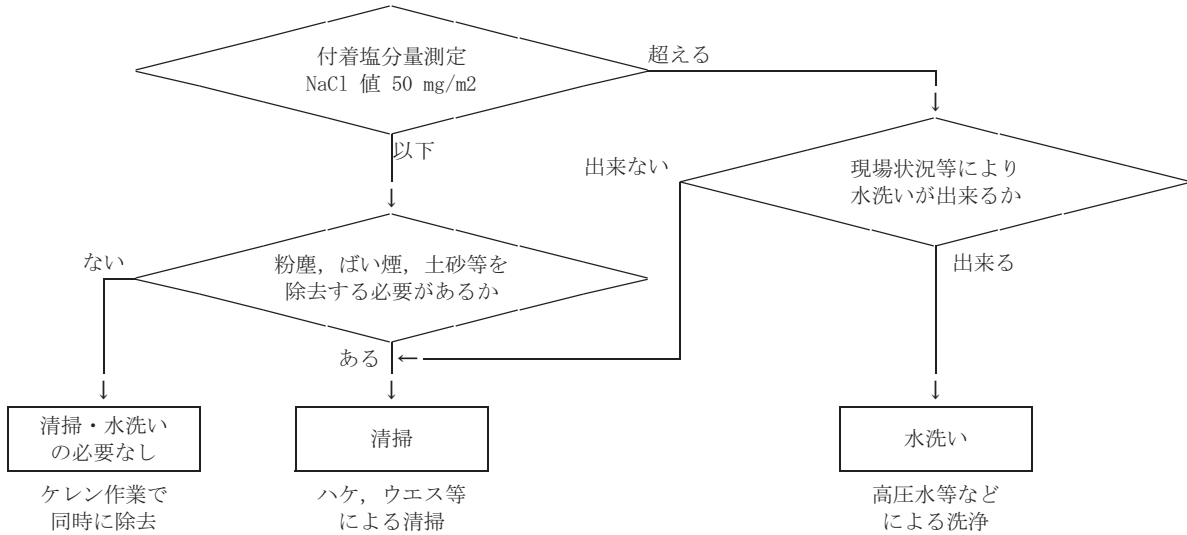 付着塩分量測定
NaCl 値 50 mg/m2
超える
以下
出来ない
現場状況等により
水洗いが出来るか
ない
粉塵，ばい煙，土砂等を
除去する必要があるか
出来る
ある
←
↓
清掃・水洗い
の必要なし
清掃
水洗い
ケレン作業で
同時に除去
ハケ，ウエス等
による清掃
高圧水等など
による洗浄